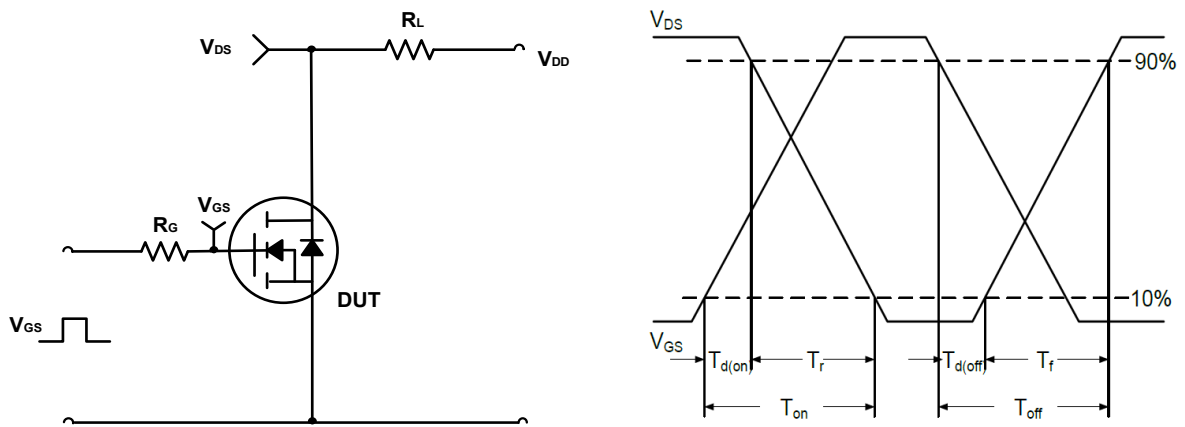 RL
VDS
VDD
VGS
RG
DUT
VGS
VDS
90%
10%
VGS
Td(on)
Tr
Td(off)
Tf
Ton
Toff